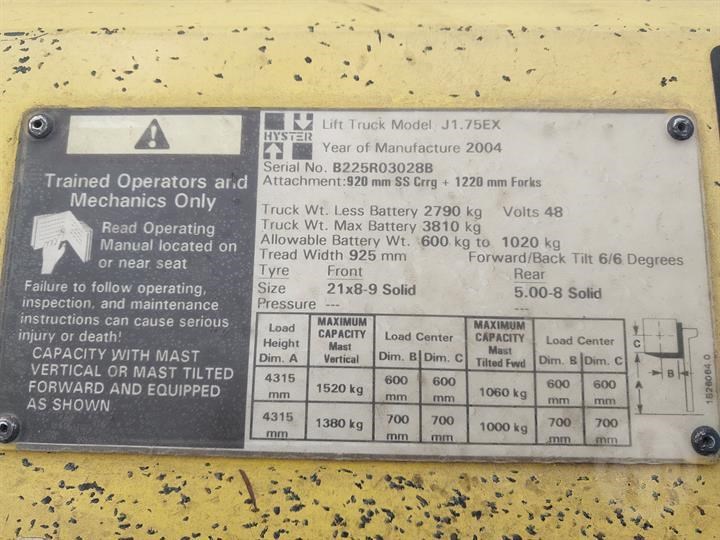 Trained Operators and
Mechanics Only
Read Operating
Manual located on
or near seat
Failure to follow operating,
inspection, and maintenance
instructions can cause serious
injury or death!
CAPACITY WITH MAST
VERTICAL OR MAST TILTED
FORWARD AND EQUIPPED
AS SHOWN
HYSTER
Lift Truck Model J1.75EX
Year of Manufacture 2004
Serial No. B225R03028B
Attachment: 920 mm SS Crrg + 1220 mm Forks
Truck Wt. Less Battery 2790 kg Volts 48
Truck Wt. Max Battery 3810 kg
Allowable Battery Wt. 600 kg to 1020 kg
Tread Width 925 mm Forward/Back Tilt 6/6 Degrees
Tyre Front Rear
Size 21x8-9 Solid 5.00-8 Solid
Pressure --- ---
Load Height Dim. A MAXIMUM CAPACITY Mast Vertical Load Center Dim. B Dim. C MAXIMUM CAPACITY Mast Tilted Fwd Load Center Dim. B Dim. C
4315 mm 1520 kg 600 mm 600 mm 1060 kg 600 mm 600 mm
4315 mm 1380 kg 700 mm 700 mm 1000 kg 700 mm 700 mm
C
B
A
1826064.0